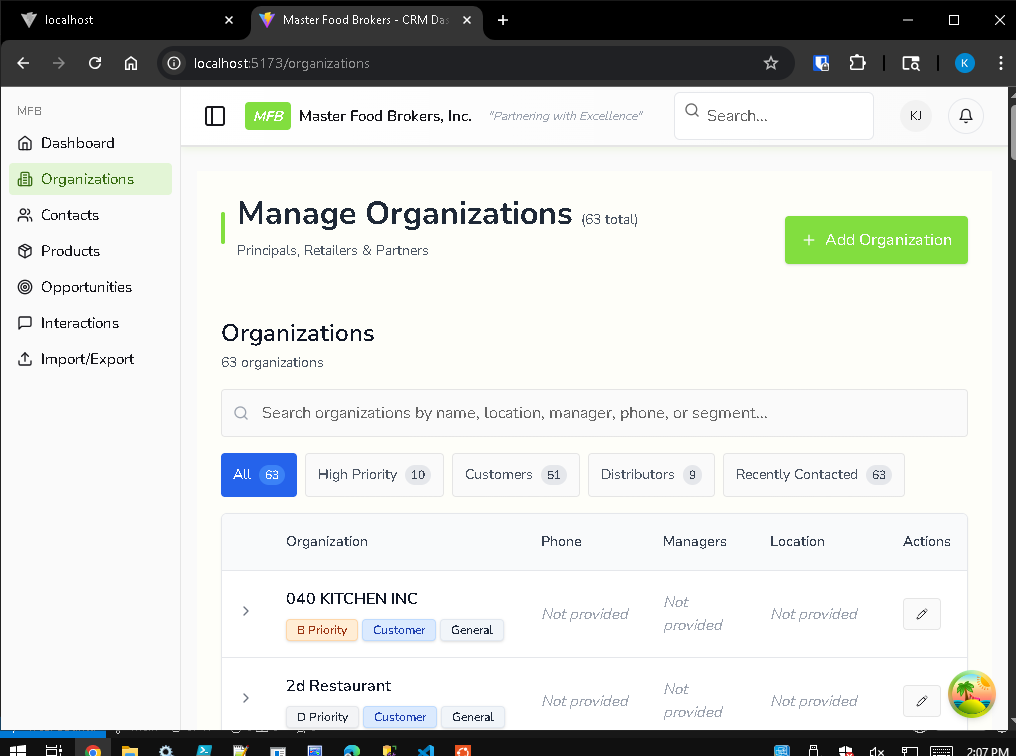 localhost
Master Food Brokers - CRM Das
localhost:5173/organizations
K
MFB
Dashboard
Organizations
Contacts
Products
Opportunities
Interactions
Import/Export
MFB Master Food Brokers, Inc. "Partnering with Excellence"
Search...
KJ
Manage Organizations (63 total)
Principals, Retailers & Partners
+ Add Organization
Organizations
63 organizations
Search organizations by name, location, manager, phone, or segment...
All 63 High Priority 10 Customers 51 Distributors 9 Recently Contacted 63
Organization Phone Managers Location Actions
040 KITCHEN INC
B Priority Customer General
Not provided
Not
provided
Not provided
2d Restaurant
D Priority Customer General
Not provided
Not
provided
Not provided
2:07 PM